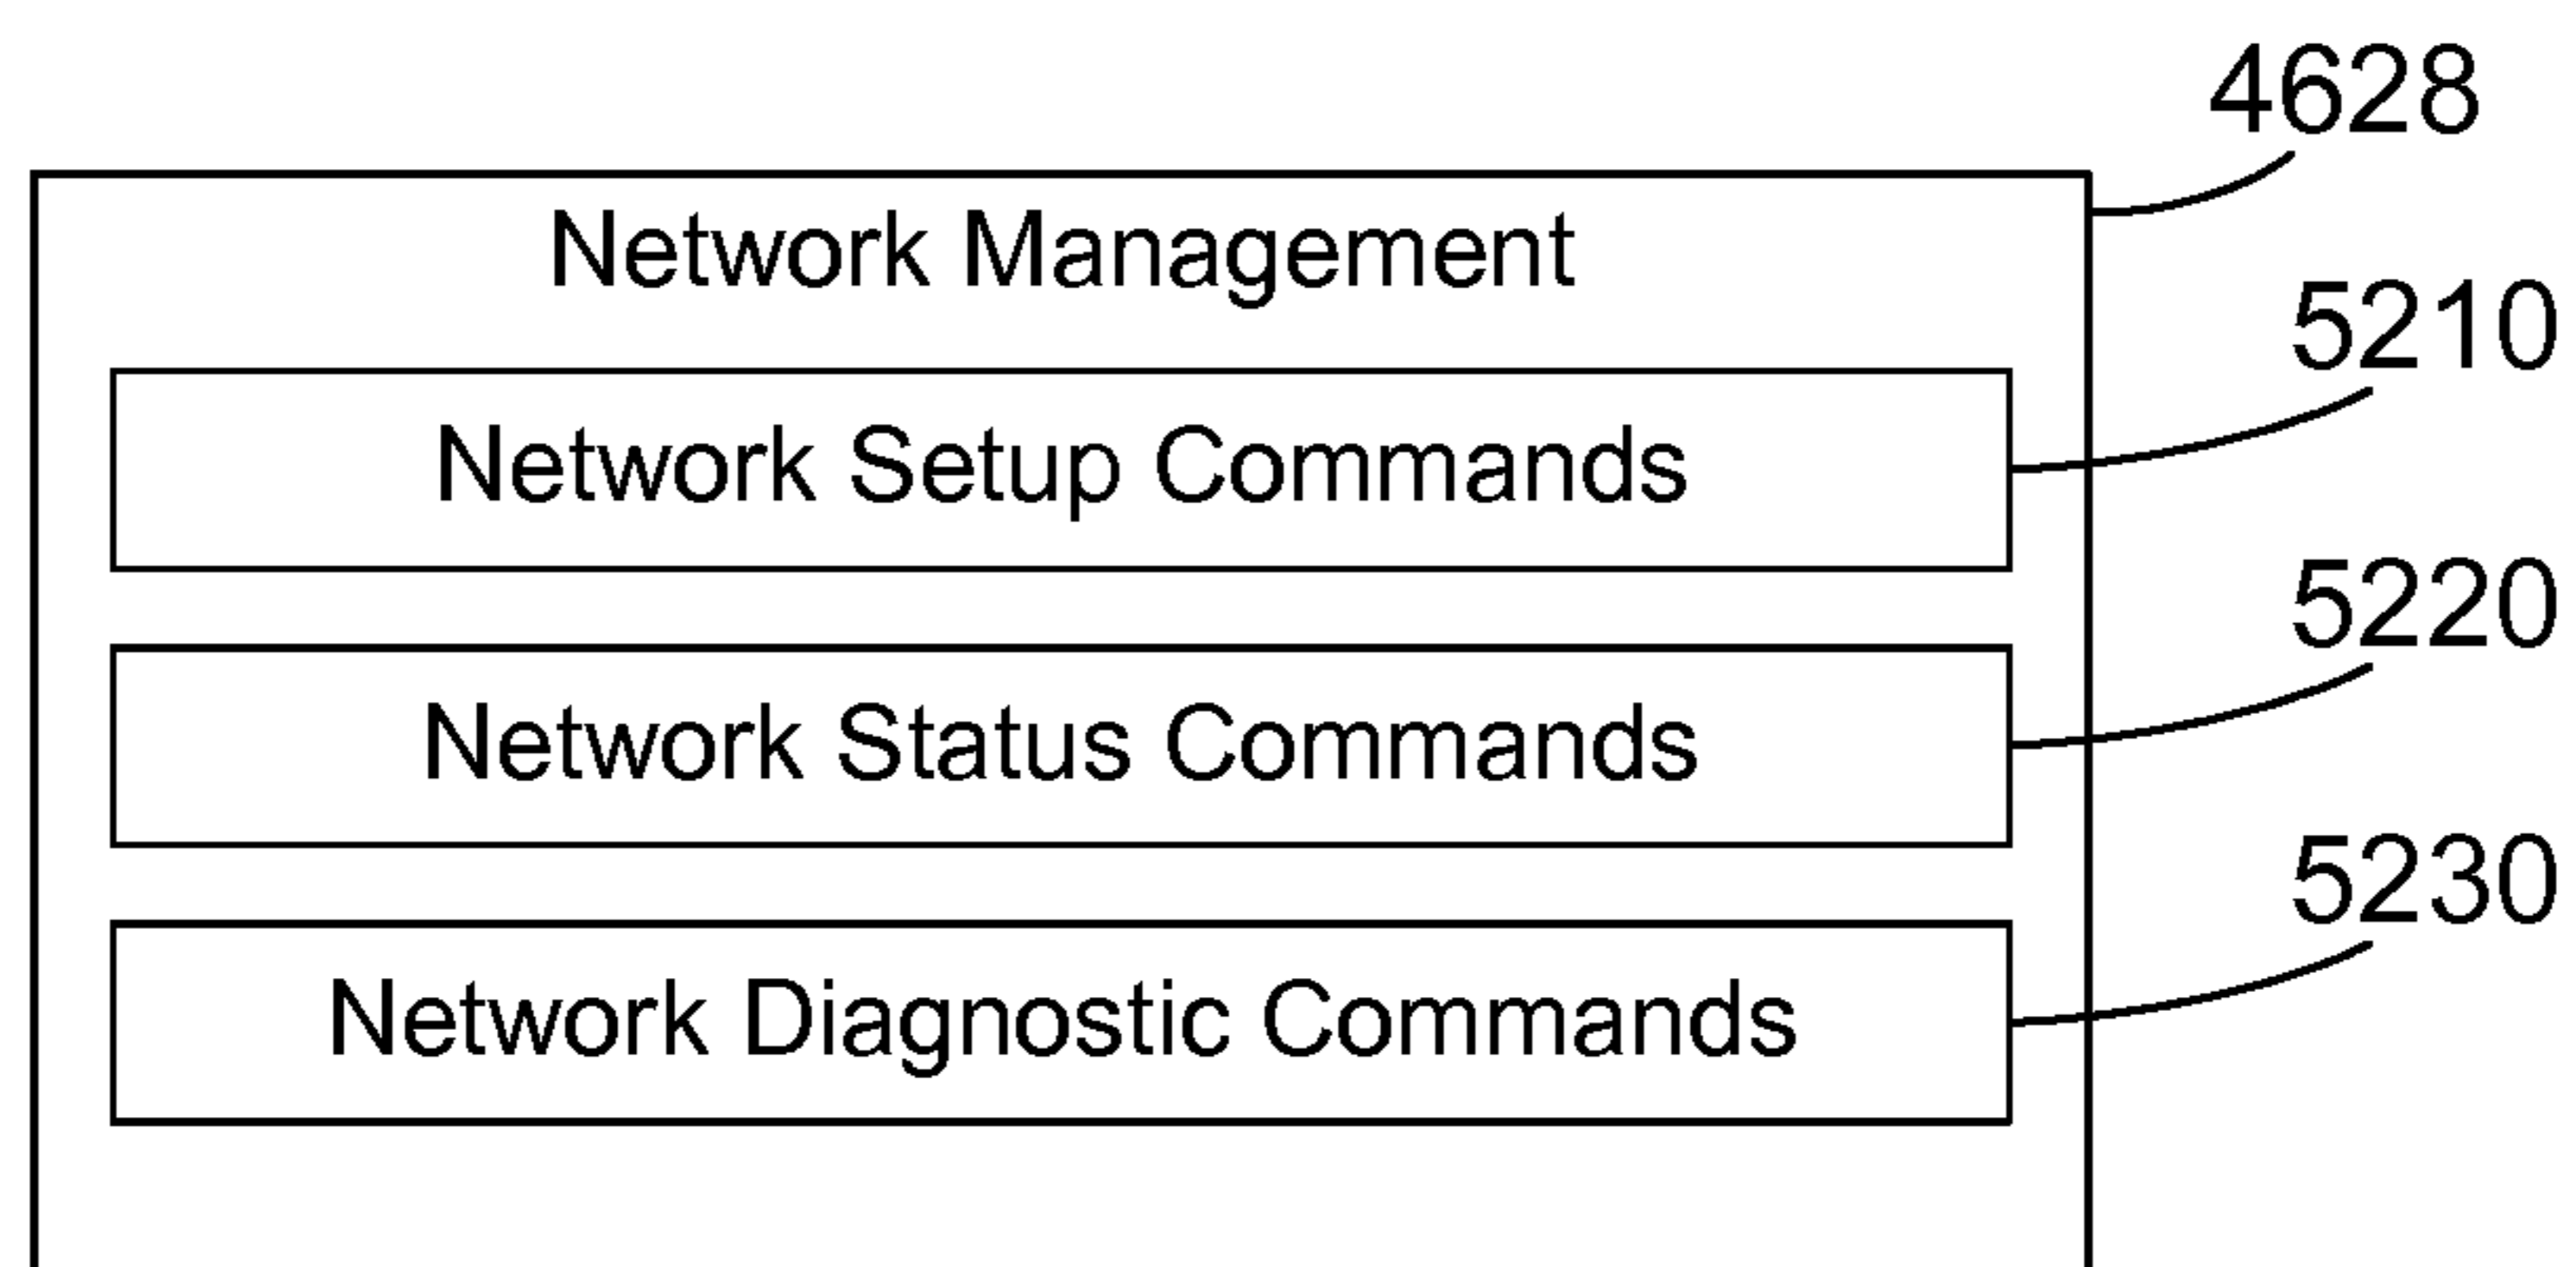 4628
Network Management
5210
Network Setup Commands
5220
Network Status Commands
5230
Network Diagnostic Commands